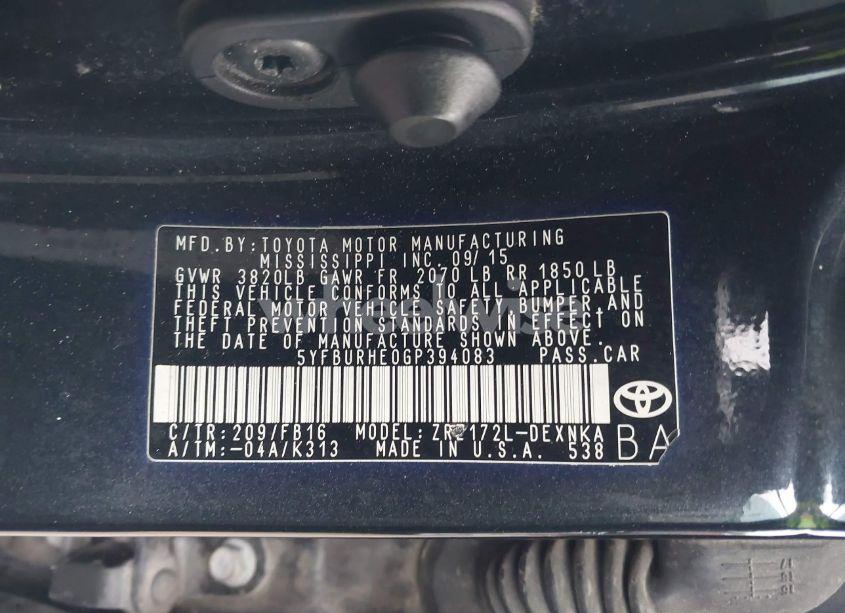 MFD. BY: TOYOTA MOTOR MANUFACTURING
MISSISSIPPI INC. 09/15
GVWR 3820LB GAWR FR 2070 LB RR 1850 LB
THIS VEHICLE CONFORMS TO ALL APPLICABLE
FEDERAL MOTOR VEHICLE SAFETY, BUMPER, AND
THEFT PREVENTION STANDARDS IN EFFECT ON
THE DATE OF MANUFACTURE SHOWN ABOVE.
5YFBURHE0GP394083 PASS. CAR
C/TR: 209/FB16 MODEL: ZRE172L-DEXNKA
A/TM: -04A/K313 MADE IN U.S.A. 538
BA